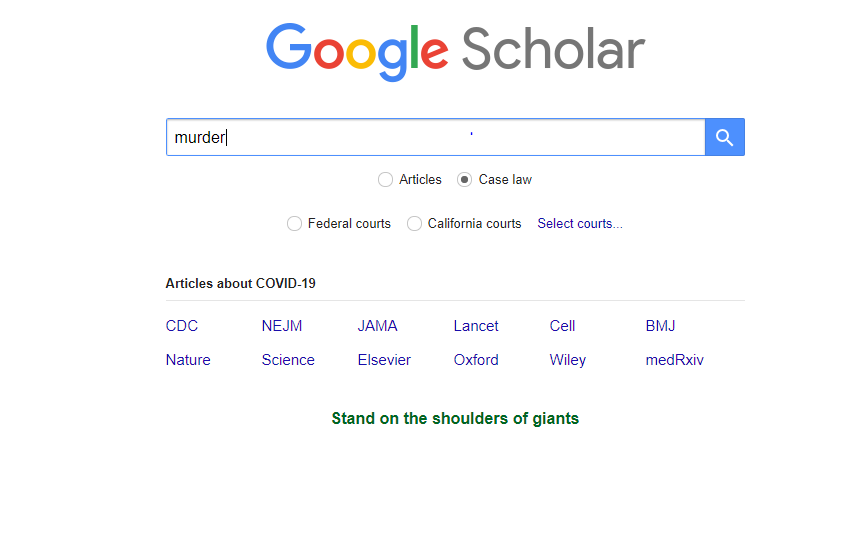 Google Scholar
murder
Articles Case law
Federal courts California courts Select courts...
Articles about COVID-19
CDC NEJM JAMA Lancet Cell BMJ
Nature Science Elsevier Oxford Wiley medRxiv
Stand on the shoulders of giants